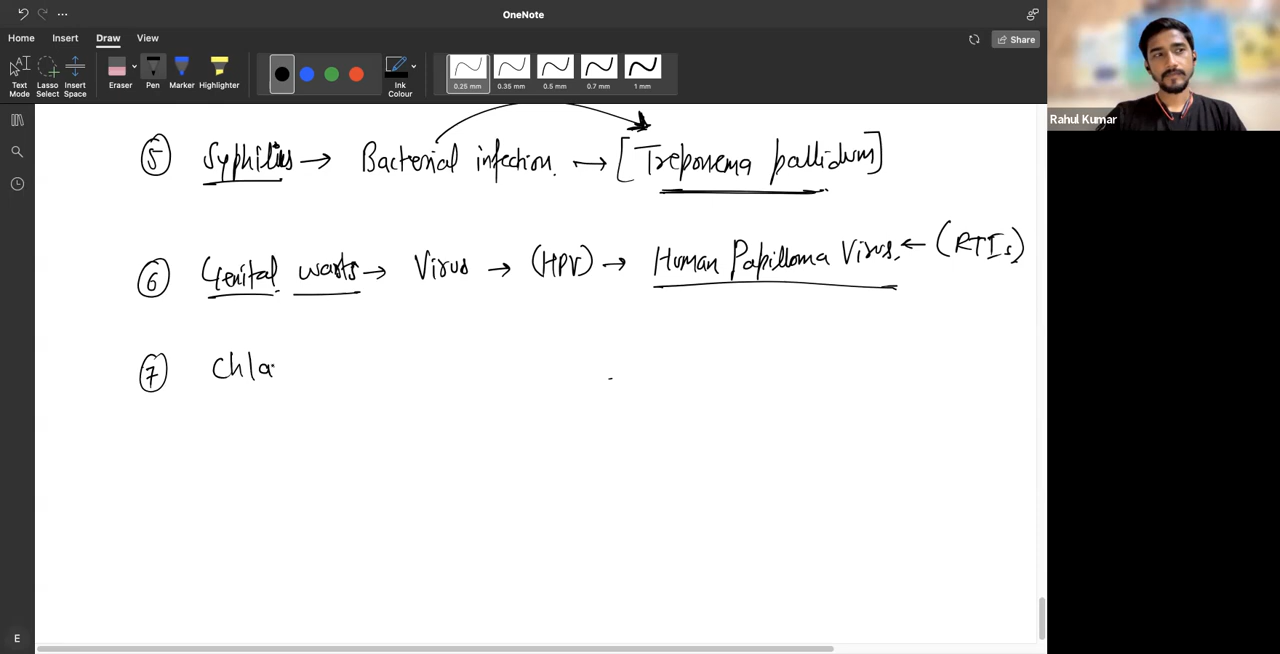 OneNote
Home Insert Draw View
Share
Text Mode
Lasso Select
Insert Space
Eraser
Pen
Marker
Highlighter
Ink Colour
0.25 mm 0.35 mm 0.5 mm 0.7 mm 1 mm
Rahul Kumar
⑤ Syphilis → Bacterial infection. → [Treponema pallidum]
⑥ Genital warts → Virus → (HPV) → Human Papilloma Virus. ← (RTIs)
⑦ Chla
E